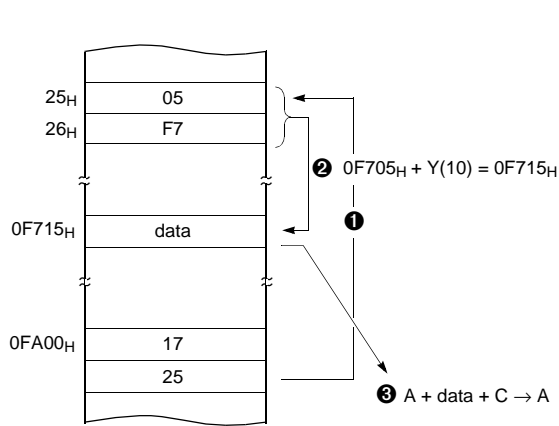 25H 05
26H F7
❷ 0F705H + Y(10) = 0F715H
❶
0F715H data
0FA00H 17
25
❸ A + data + C → A